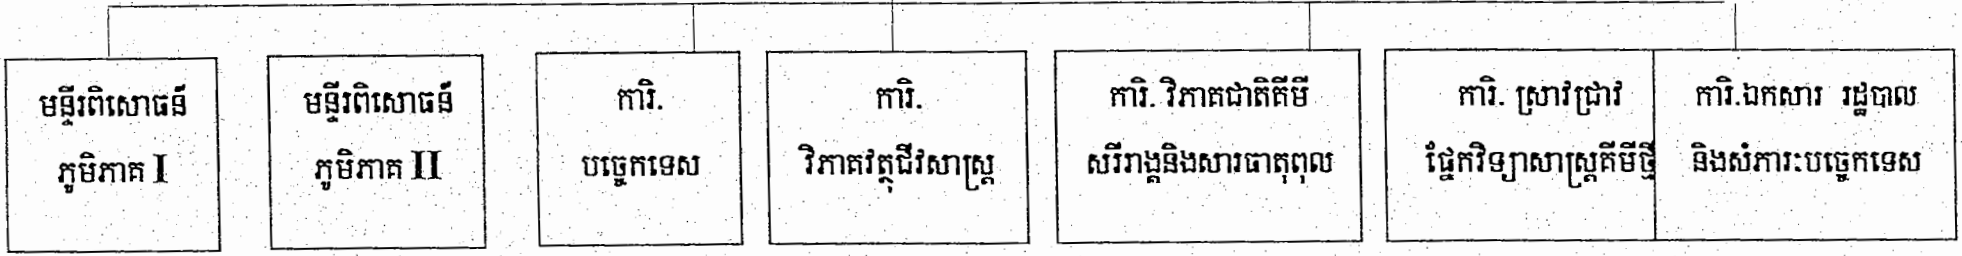 មន្ទីរពិសោធន៍
ភូមិភាគ I
មន្ទីរពិសោធន៍
ភូមិភាគ II
ការិ.
បច្ចេកទេស
ការិ.
វិភាគវត្ថុជីវសាស្ត្រ
ការិ. វិភាគជាតិគីមី
សរីរាង្គនិងសារធាតុពុល
ការិ. ស្រាវជ្រាវ
ផ្នែកវិទ្យាសាស្ត្រគីមីថ្មី
ការិ.ឯកសារ រដ្ឋបាល
និងសំភារៈបច្ចេកទេស